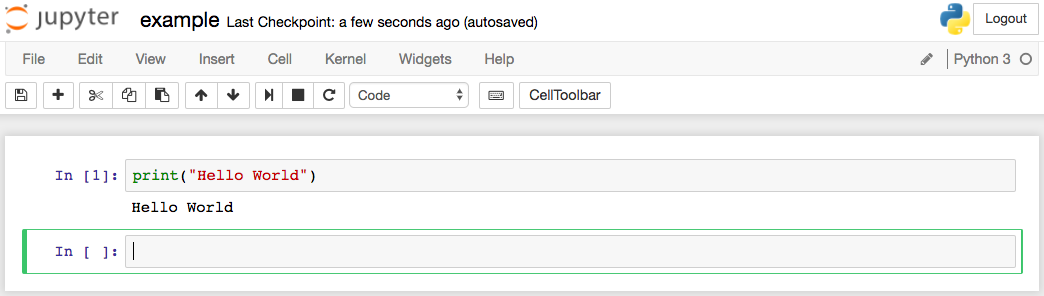 jupyter example Last Checkpoint: a few seconds ago (autosaved) Logout
File Edit View Insert Cell Kernel Widgets Help Python 3
Code CellToolbar
In [1]: print("Hello World")
Hello World
In [ ]: